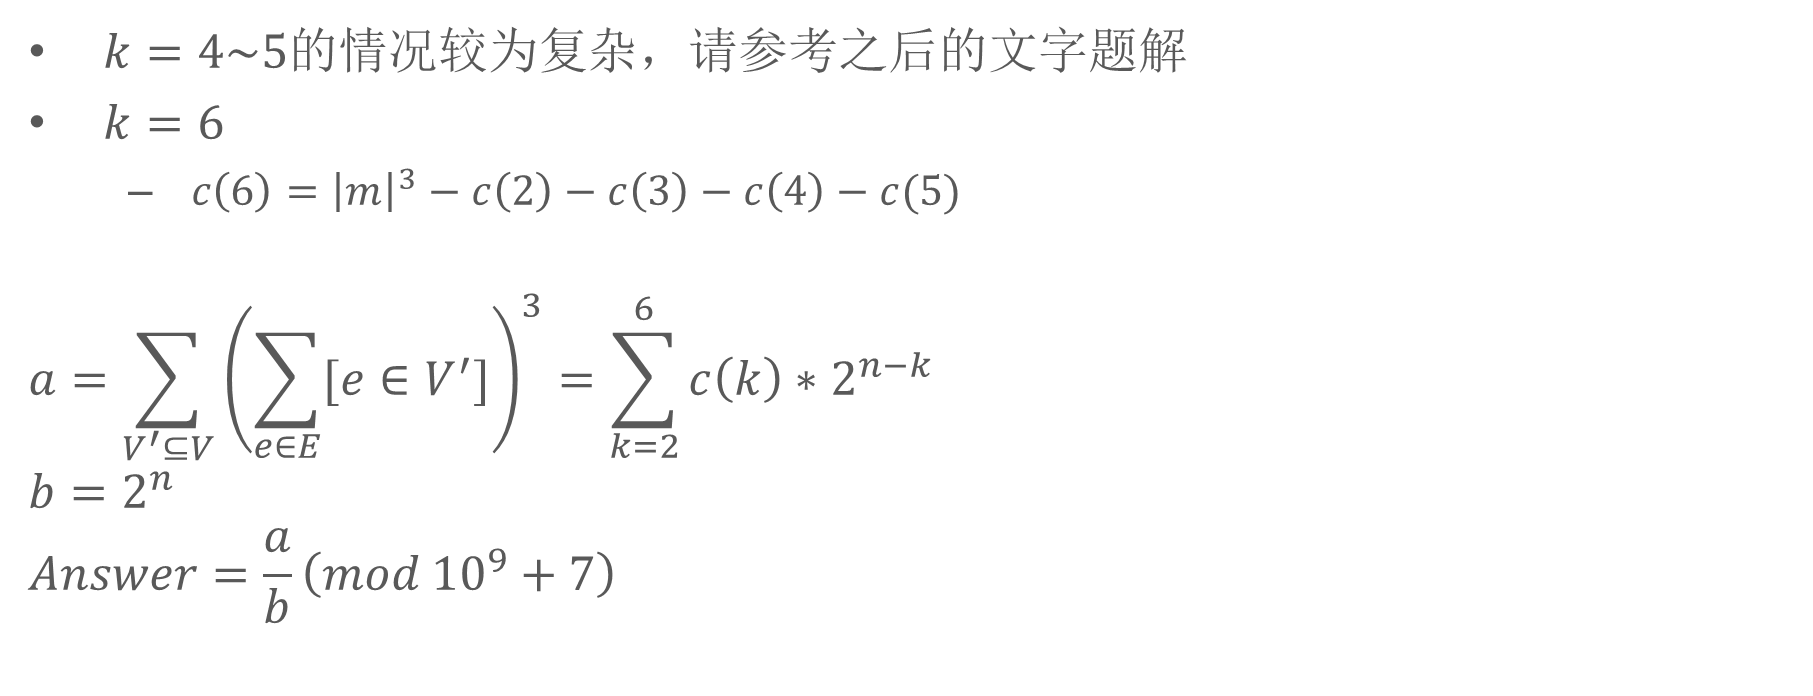 • k = 4~5的情况较为复杂，请参考之后的文字题解
• k = 6
– c(6) = |m|³ − c(2) − c(3) − c(4) − c(5)
a = ∑_{V′⊆V} (∑_{e∈E} [e ∈ V′])³ = ∑_{k=2}^{6} c(k) ∗ 2^{n−k}
b = 2ⁿ
Answer = \frac{a}{b} (mod 10⁹ + 7)